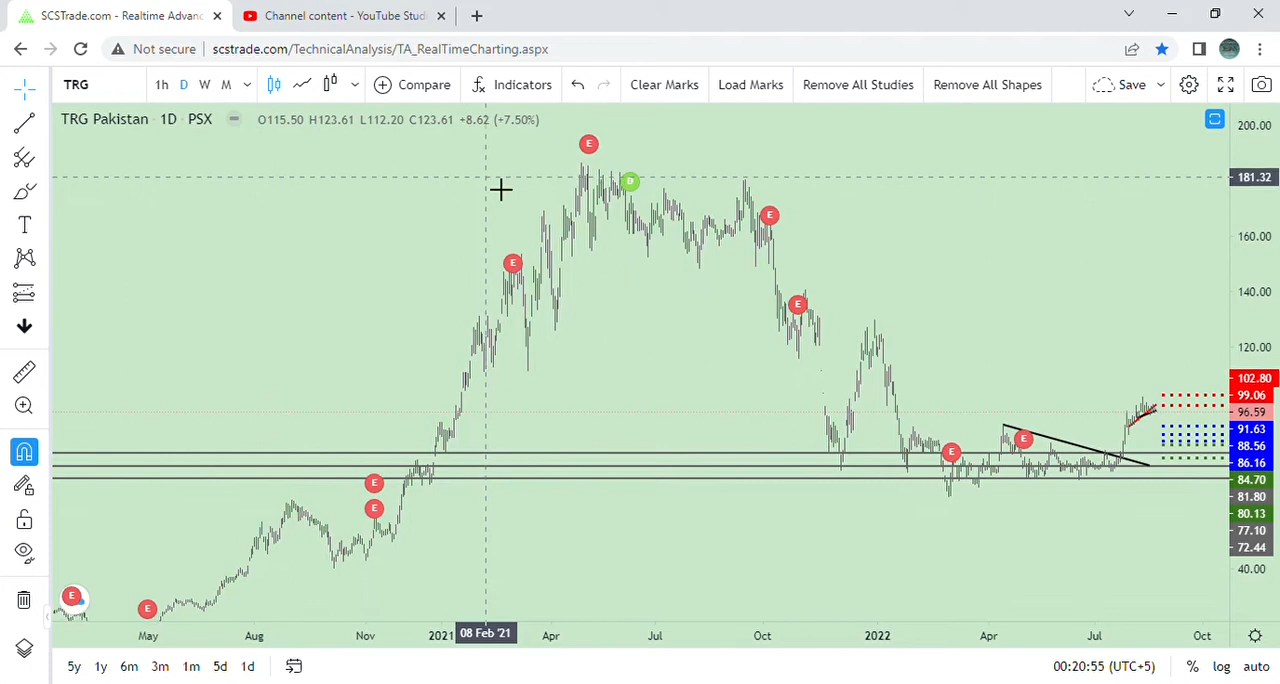 SCSTrade.com - Realtime Advanc
Channel content - YouTube Studi
Not secure scstrade.com/TechnicalAnalysis/TA_RealTimeCharting.aspx
TRG 1h D W M Compare Indicators Clear Marks Load Marks Remove All Studies Remove All Shapes Save
TRG Pakistan · 1D · PSX O115.50 H123.61 L112.20 C123.61 +8.62 (+7.50%)
200.00
181.32
160.00
140.00
120.00
102.80
99.06
96.59
91.63
88.56
86.16
84.70
81.80
80.13
77.10
72.44
40.00
E
D
E
E
E
E
E
E
E
E
E
T
May Aug Nov 2021 08 Feb '21 Apr Jul Oct 2022 Apr Jul Oct
5y 1y 6m 3m 1m 5d 1d 00:20:55 (UTC+5) % log auto